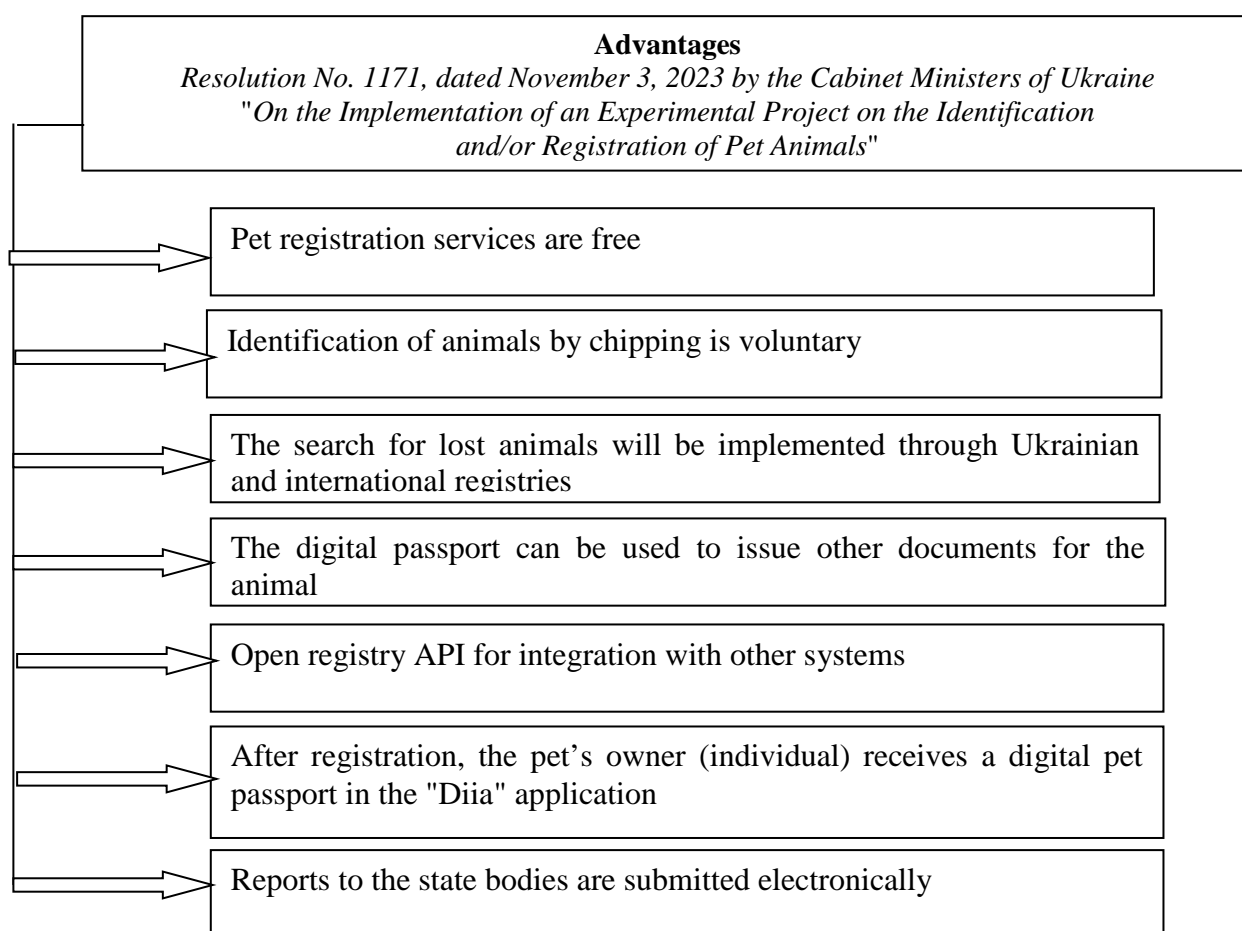 Advantages
Resolution No. 1171, dated November 3, 2023 by the Cabinet Ministers of Ukraine
"On the Implementation of an Experimental Project on the Identification
and/or Registration of Pet Animals"
Pet registration services are free
Identification of animals by chipping is voluntary
The search for lost animals will be implemented through Ukrainian
and international registries
The digital passport can be used to issue other documents for the
animal
Open registry API for integration with other systems
After registration, the pet’s owner (individual) receives a digital pet
passport in the "Diia" application
Reports to the state bodies are submitted electronically